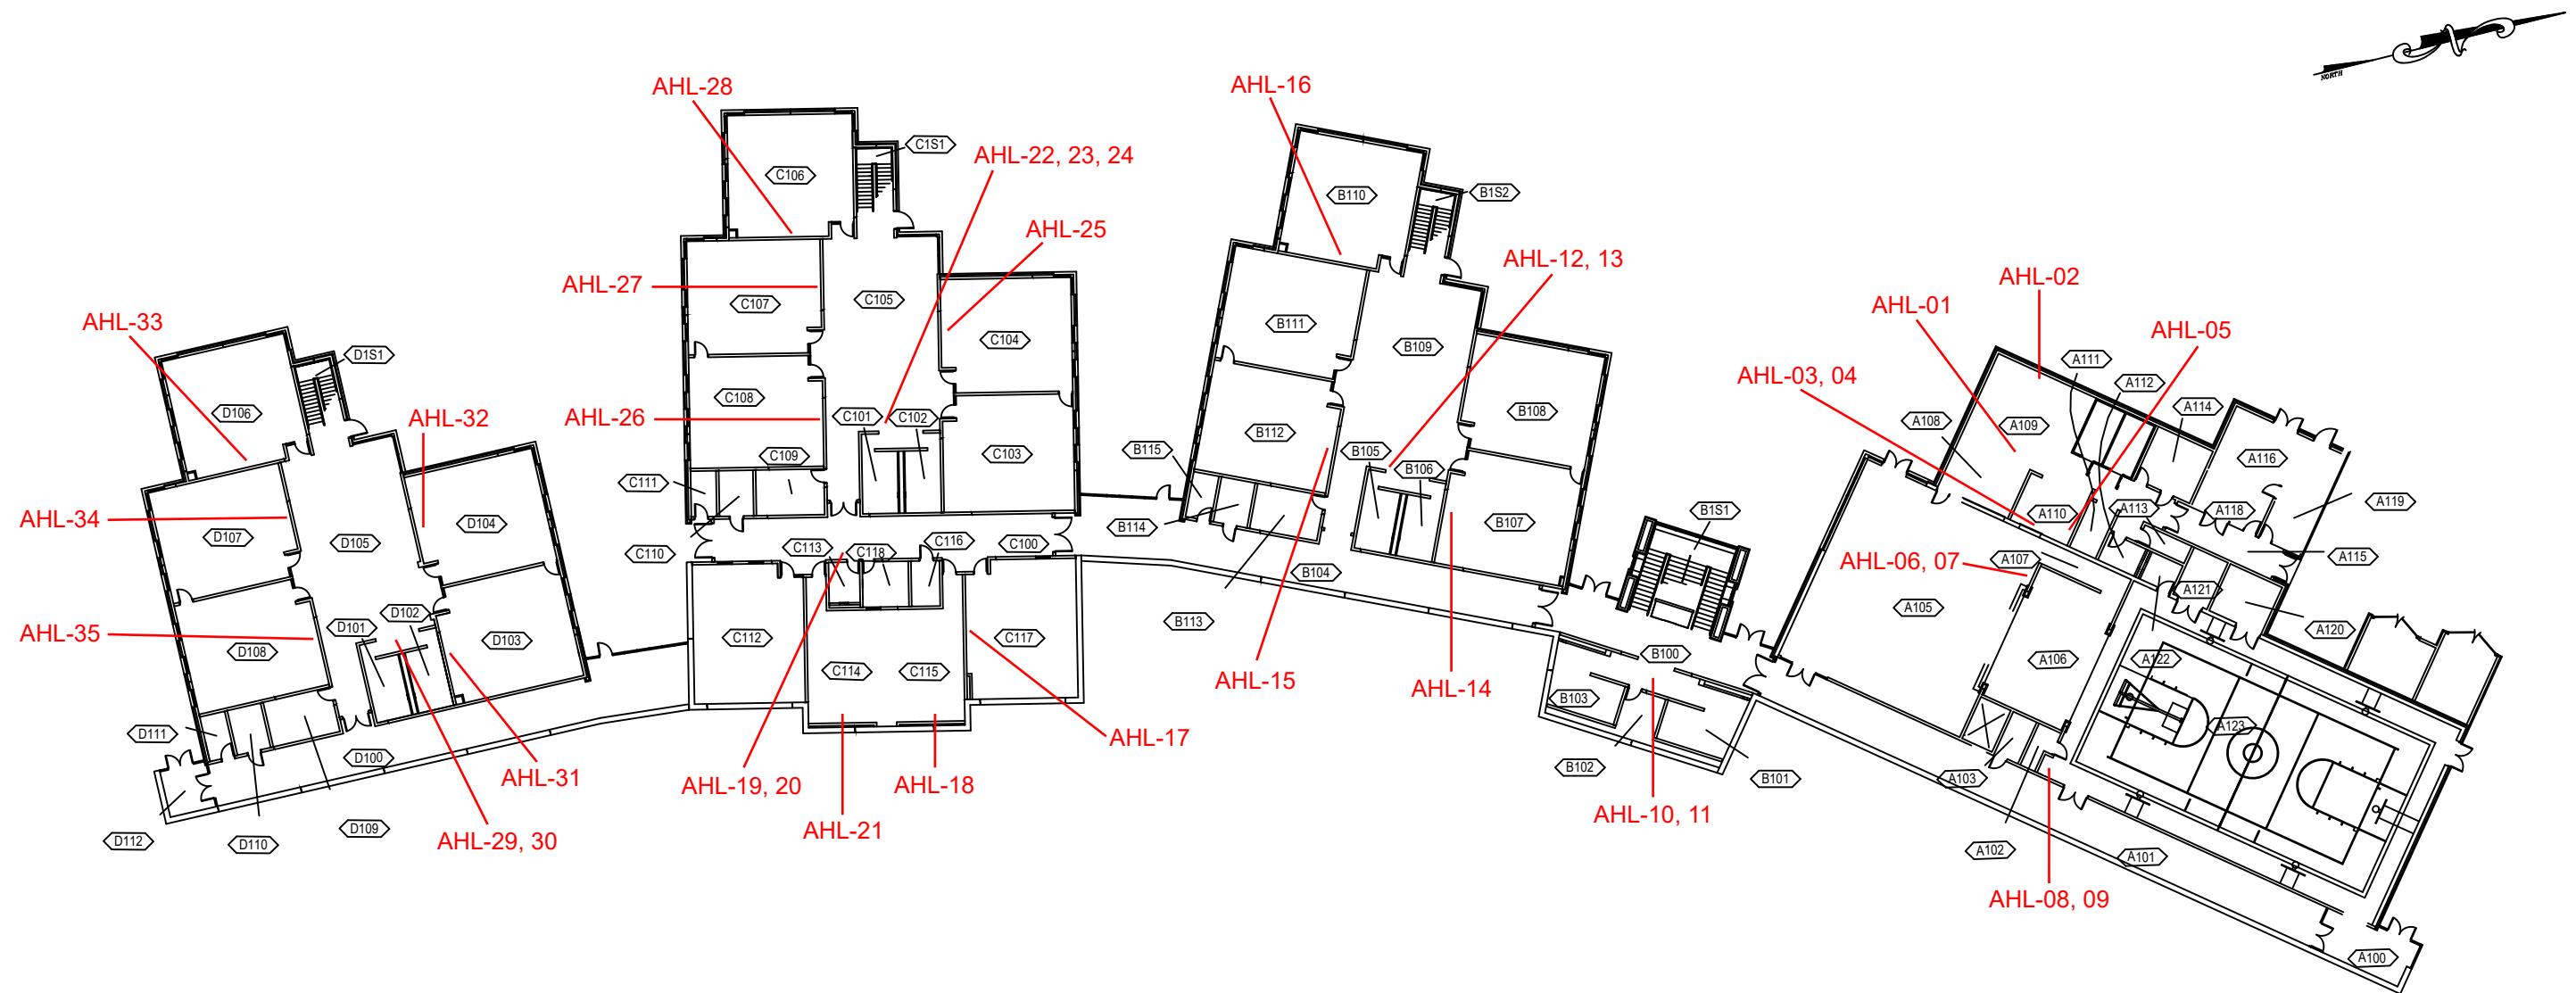 NORTH
AHL-28
AHL-16
C1S1
AHL-22, 23, 24
C106
B110
B1S2
AHL-25
AHL-12, 13
AHL-02
AHL-27
C107
C105
AHL-01
AHL-33
B111
AHL-05
C104
B109
D1S1
A111
AHL-03, 04
A112
C108
D106
AHL-32
AHL-26
C101
C102
B108
A114
A108
A109
B112
B115
B105
C109
C103
B106
A116
C111
AHL-34
D104
B107
B1S1
A110
A113
A118
A119
B114
D107
D105
C110
C113
C118
C116
C100
A107
A115
AHL-06, 07
B104
A121
A105
D102
D101
B113
AHL-35
D108
D103
C112
C117
A120
B100
A106
A122
C114
C115
AHL-15
AHL-14
B103
A123
D111
AHL-17
D100
B102
B101
A103
AHL-31
AHL-19, 20
AHL-18
AHL-10, 11
D112
D110
D109
AHL-29, 30
AHL-21
A102
A101
AHL-08, 09
A100